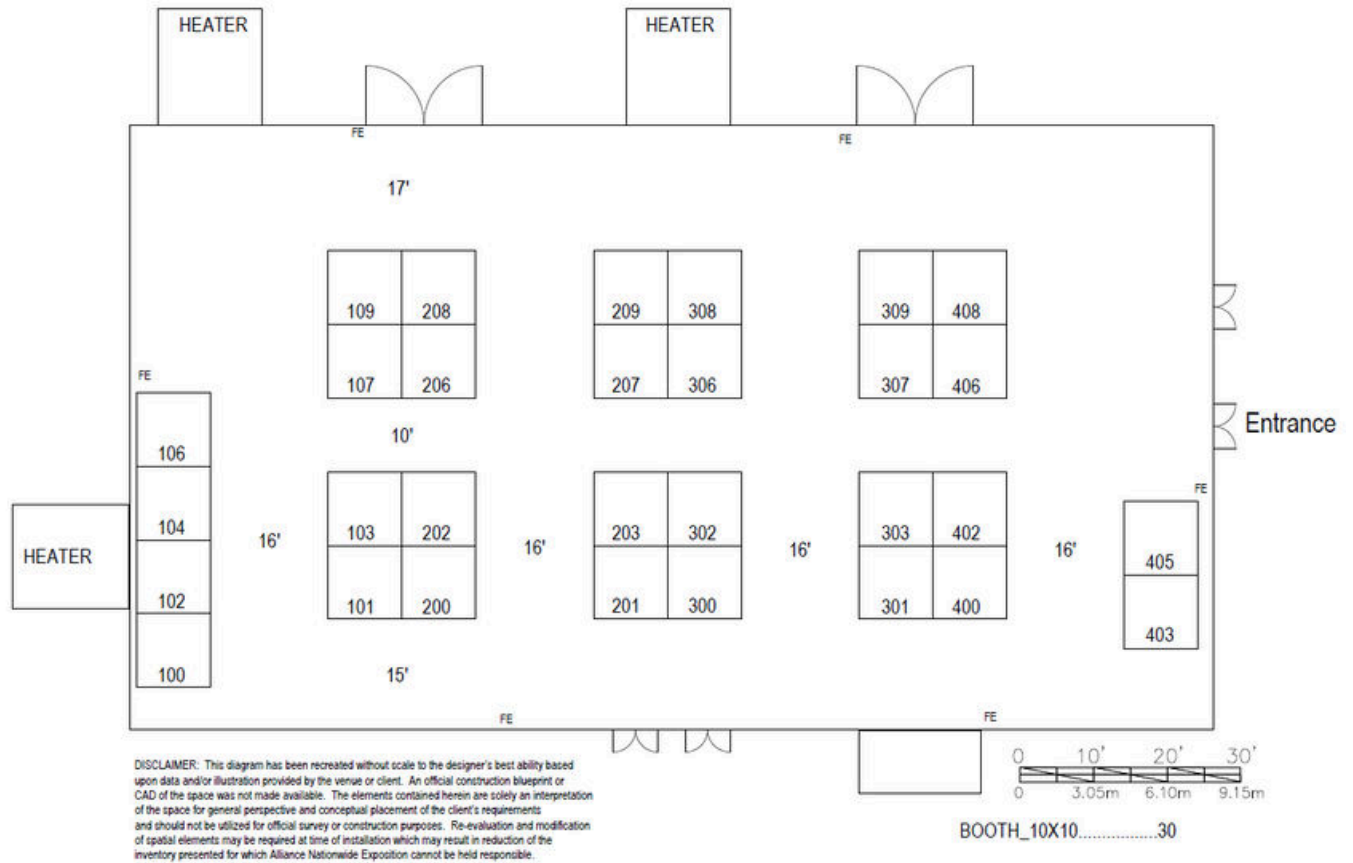 HEATER
HEATER
FE
FE
17'
109 208 209 308 309 408
107 206 207 306 307 406
FE
Entrance
10'
106
FE
104 16' 103 202 16' 203 302 16' 303 402 16' 405
HEATER
102 101 200 201 300 301 400
403
100 15'
FE
FE
DISCLAIMER: This diagram has been recreated without scale to the designer's best ability based
upon data and/or illustration provided by the venue or client. An official construction blueprint or
CAD of the space was not made available. The elements contained herein are solely an interpretation
of the space for general perspective and conceptual placement of the client's requirements
and should not be utilized for official survey or construction purposes. Re-evaluation and modification
of spatial elements may be required at time of installation which may result in reduction of the
inventory presented for which Alliance Nationwide Exposition cannot be held responsible.
0 10' 20' 30'
0 3.05m 6.10m 9.15m
BOOTH_10X10..............30